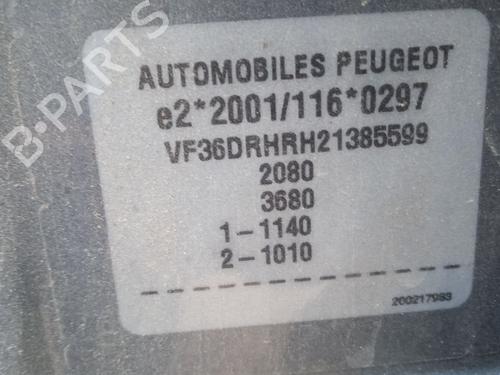 B-PARTS
AUTOMOBILES PEUGEOT
e2*2001/116*0297
VF36DRHRH21385599
2080
3680
1-1140
2-1010
200217983